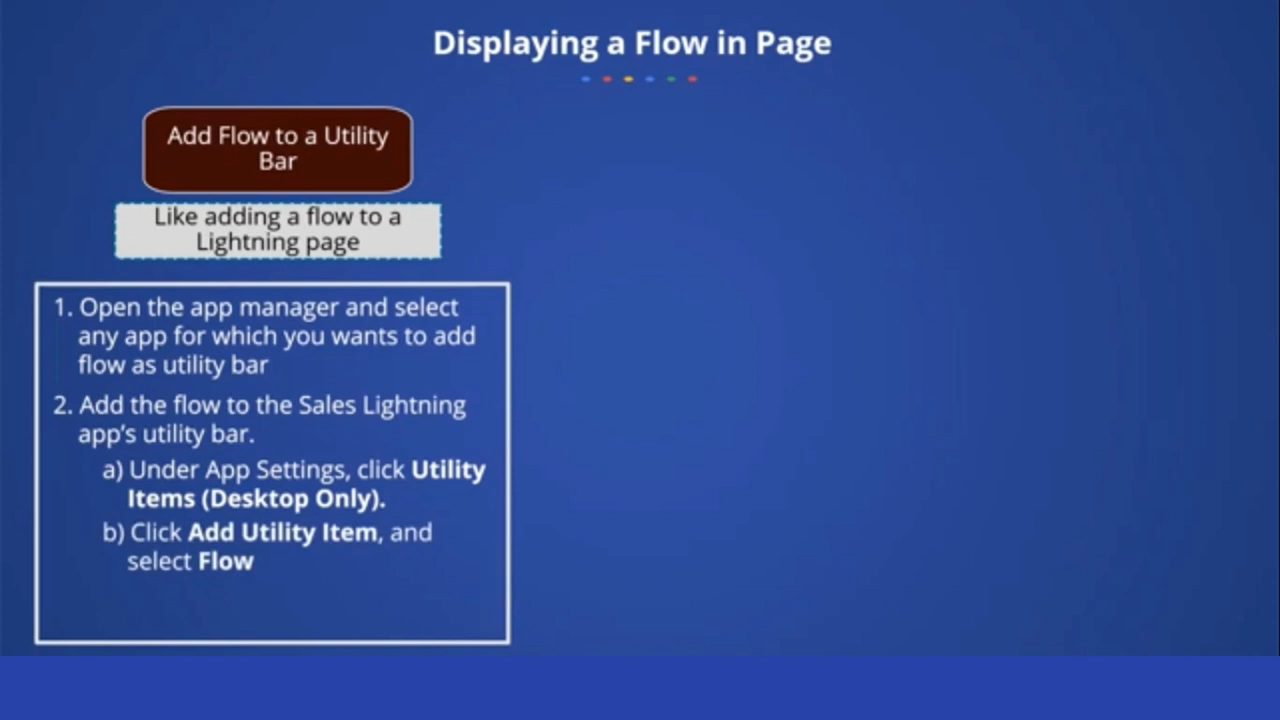 Displaying a Flow in Page
Add Flow to a Utility
Bar
Like adding a flow to a
Lightning page
1. Open the app manager and select
any app for which you wants to add
flow as utility bar
2. Add the flow to the Sales Lightning
app's utility bar.
a) Under App Settings, click Utility
Items (Desktop Only).
b) Click Add Utility Item, and
select Flow